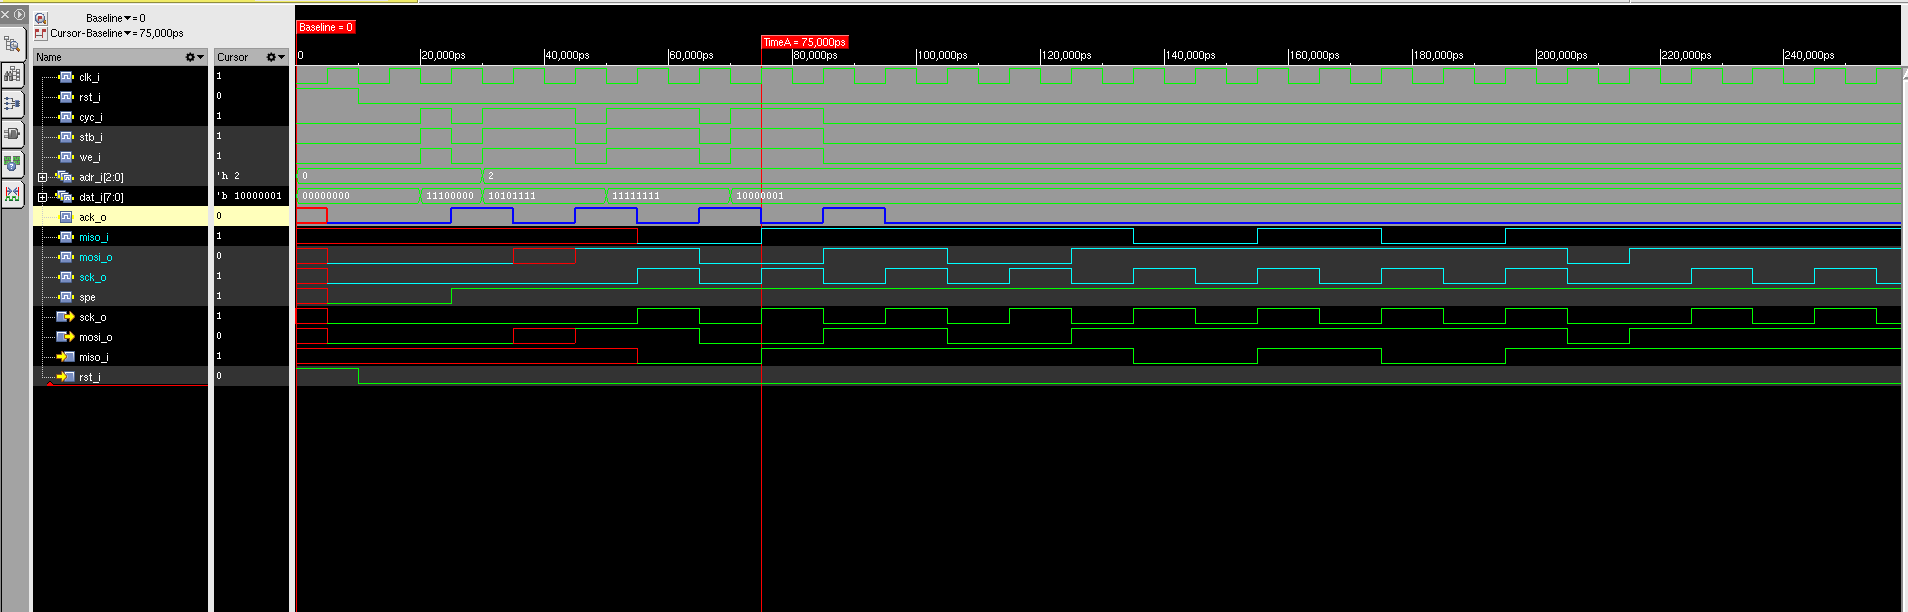 Baseline ▾= 0
Cursor-Baseline ▾= 75,000ps
Baseline = 0
TimeA = 75,000ps
Name Cursor 0 20,000ps 40,000ps 60,000ps 80,000ps 100,000ps 120,000ps 140,000ps 160,000ps 180,000ps 200,000ps 220,000ps 240,000ps
clk_i 1
rst_i 0
cyc_i 1
stb_i 1
we_i 1
adr_i[2:0] 'h 2 0 2
dat_i[7:0] 'b 10000001 00000000 11100000 10101111 11111111 10000001
ack_o 0
miso_i 1
mosi_o 0
sck_o 1
spe 1
sck_o 1
mosi_o 0
miso_i 1
rst_i 0